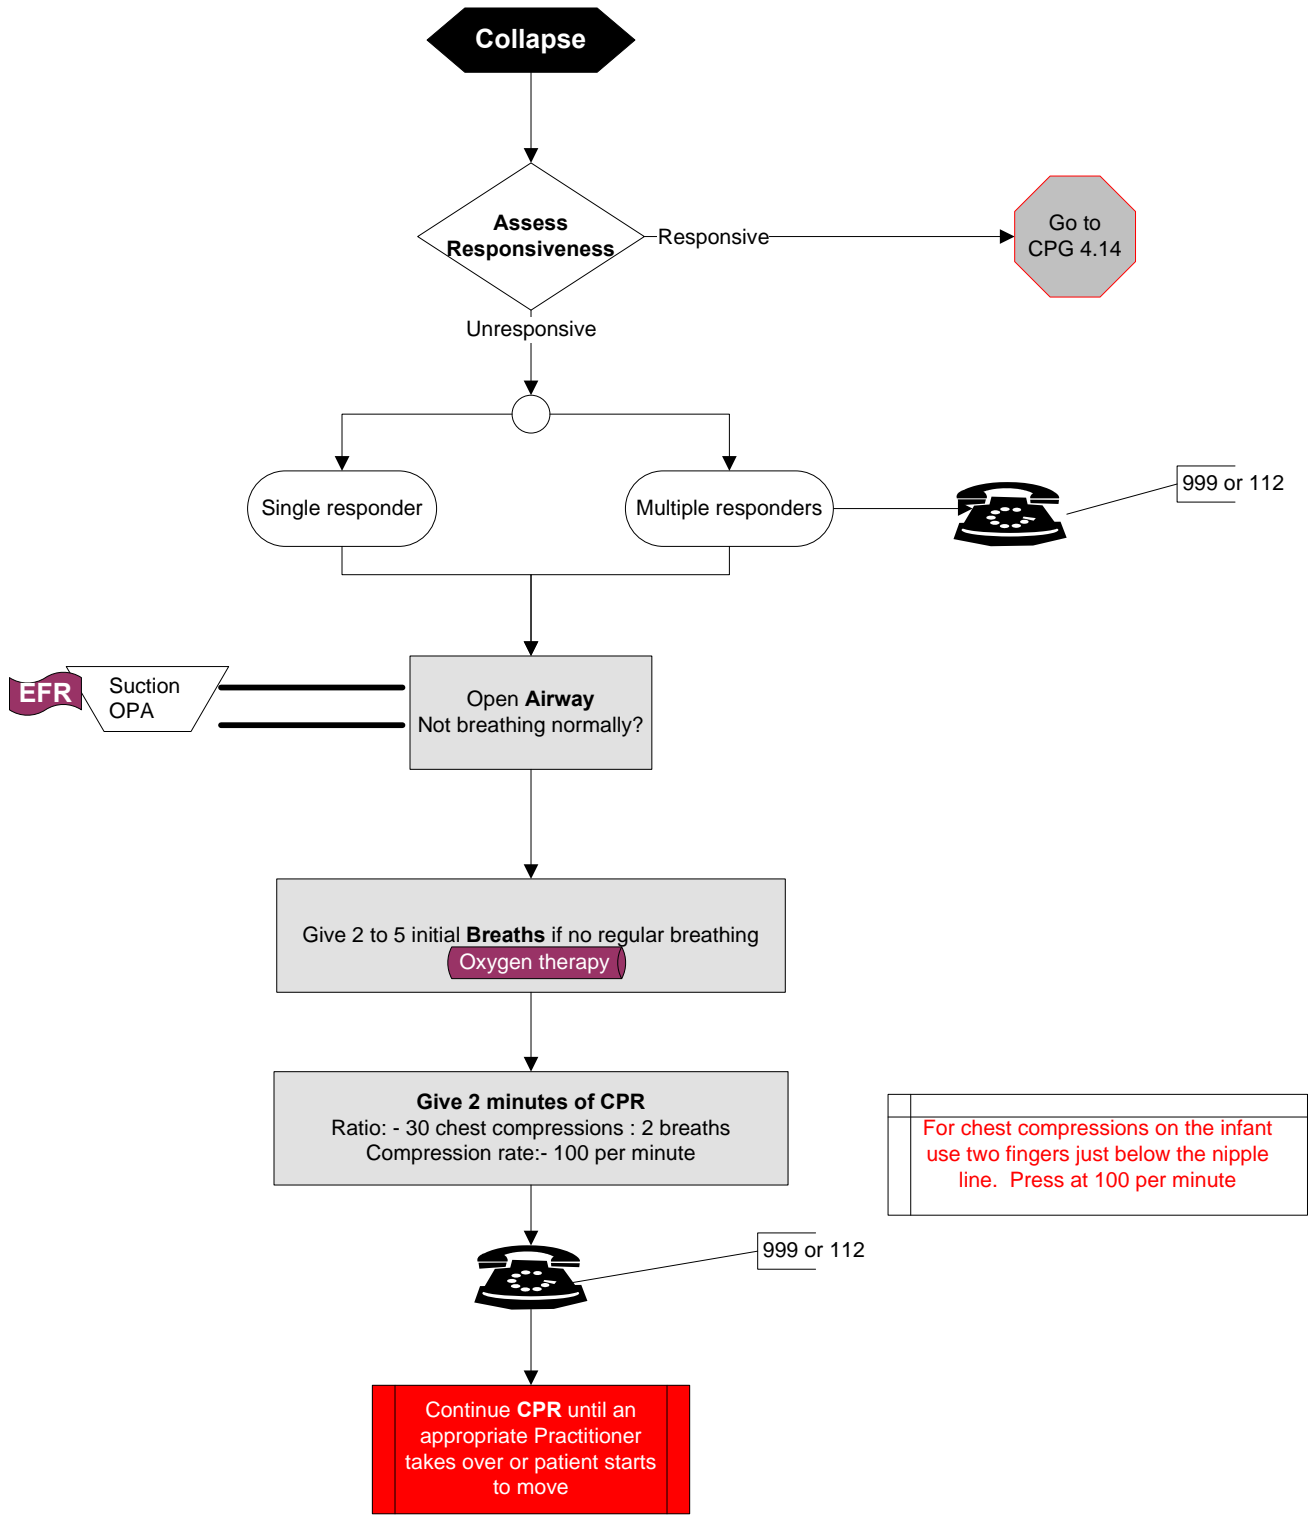 Collapse
Assess
Responsiveness
Responsive
Go to
CPG 4.14
Unresponsive
Single responder
Multiple responders
999 or 112
EFR
Suction
OPA
Open Airway
Not breathing normally?
Give 2 to 5 initial Breaths if no regular breathing
Oxygen therapy
Give 2 minutes of CPR
Ratio: - 30 chest compressions : 2 breaths
Compression rate:- 100 per minute
For chest compressions on the infant
use two fingers just below the nipple
line.  Press at 100 per minute
999 or 112
Continue CPR until an
appropriate Practitioner
takes over or patient starts
to move